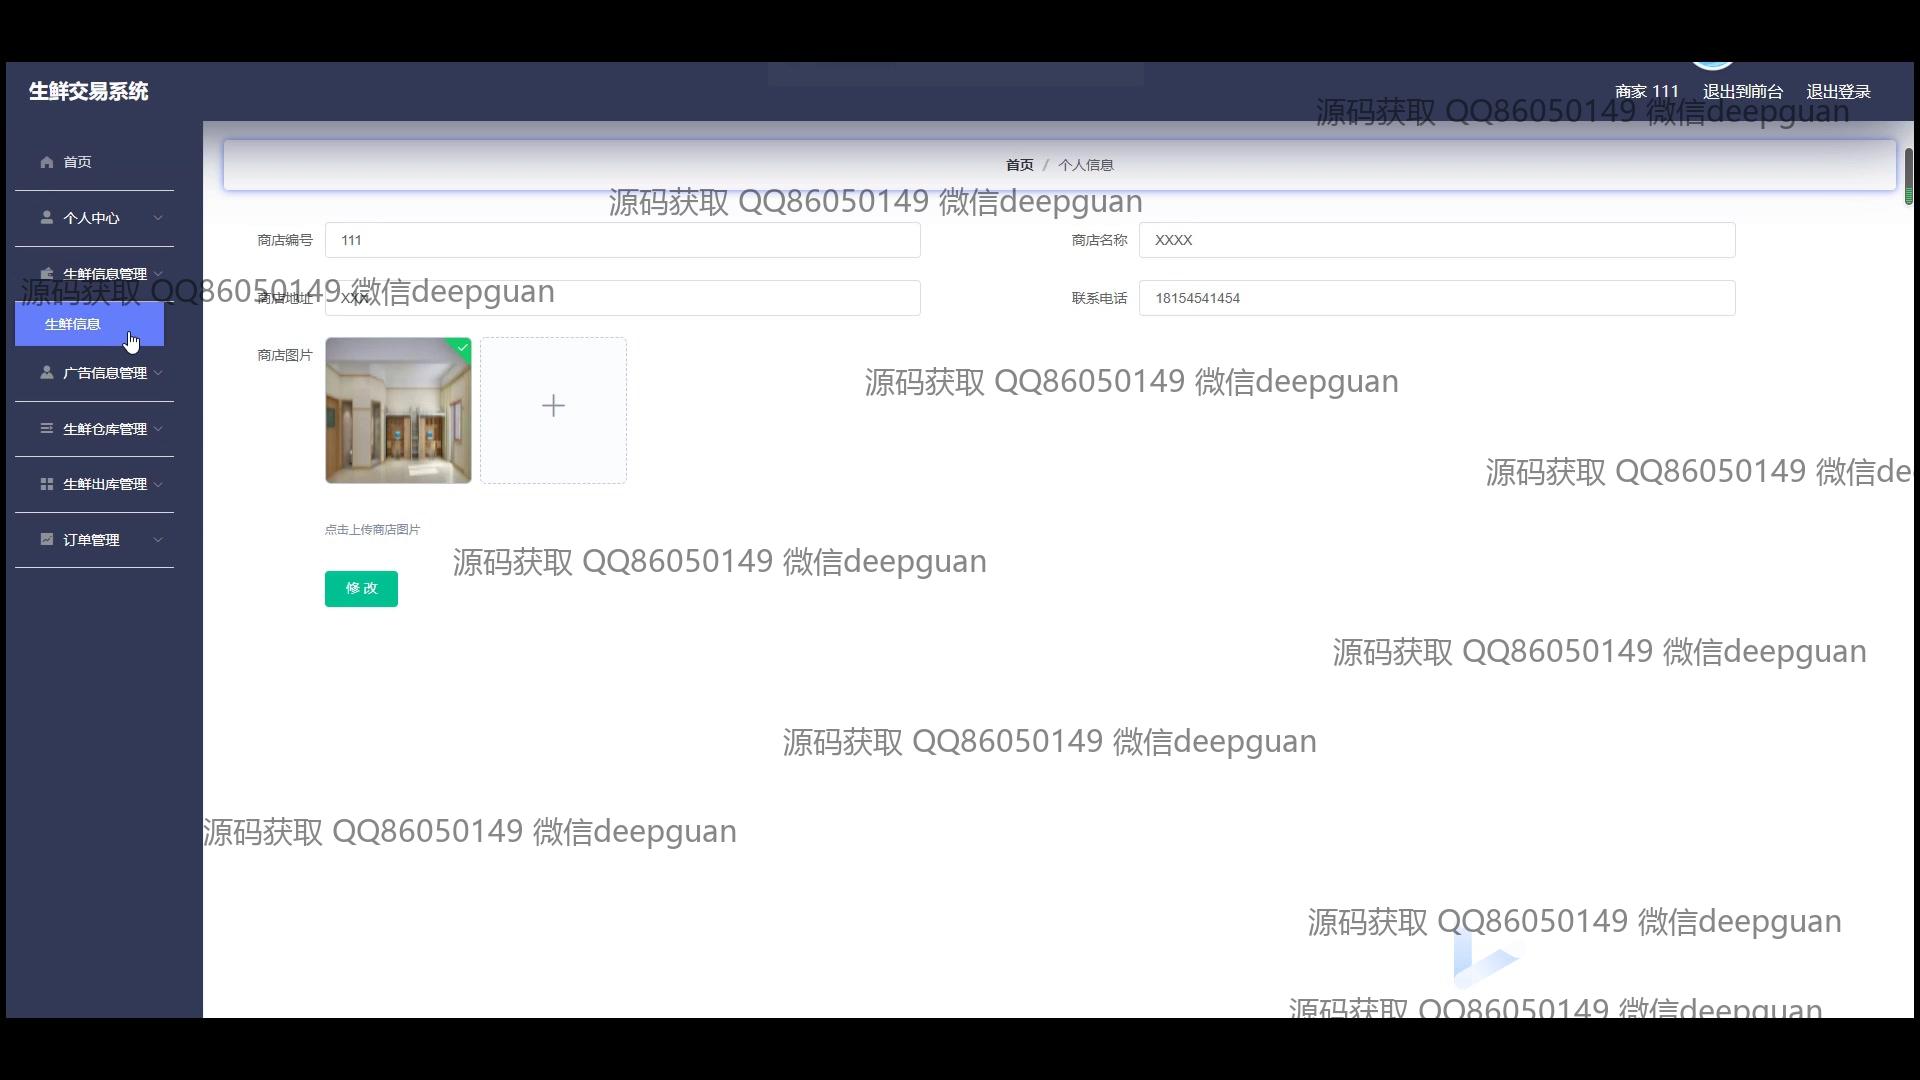 生鲜交易系统
商家 111 退出到前台 退出登录
源码获取 QQ86050149 微信deepguan
首页
首页 / 个人信息
源码获取 QQ86050149 微信deepguan
个人中心
商店编号 111 商店名称 XXXX
生鲜信息管理
源码获取 QQ86050149 微信deepguan
商店地址 XXX 联系电话 18154541454
生鲜信息
商店图片
广告信息管理
源码获取 QQ86050149 微信deepguan
生鲜仓库管理
源码获取 QQ86050149 微信de
生鲜出库管理
点击上传商店图片
订单管理
源码获取 QQ86050149 微信deepguan
修 改
源码获取 QQ86050149 微信deepguan
源码获取 QQ86050149 微信deepguan
源码获取 QQ86050149 微信deepguan
源码获取 QQ86050149 微信deepguan
源码获取 QQ86050149 微信deepguan